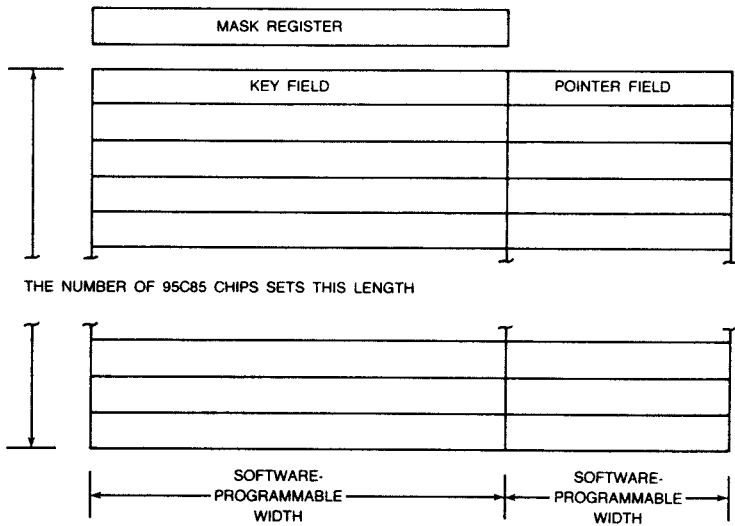 MASK REGISTER
KEY FIELD
POINTER FIELD
THE NUMBER OF 95C85 CHIPS SETS THIS LENGTH
SOFTWARE-
PROGRAMMABLE
WIDTH
SOFTWARE-
PROGRAMMABLE
WIDTH